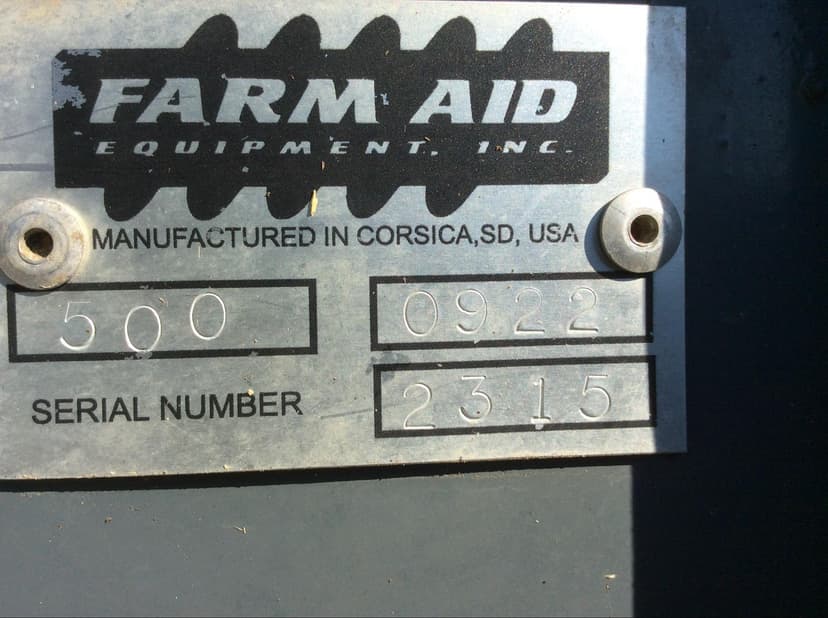 FARM AID
EQUIPMENT, INC.
MANUFACTURED IN CORSICA,SD, USA
500 0922
SERIAL NUMBER 2315